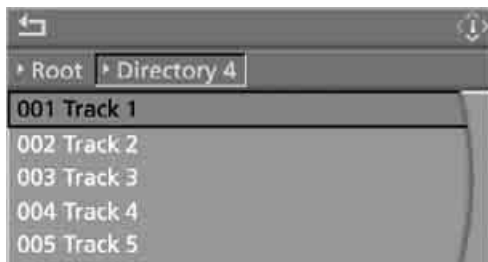 Root Directory 4
001 Track 1
002 Track 2
003 Track 3
004 Track 4
005 Track 5